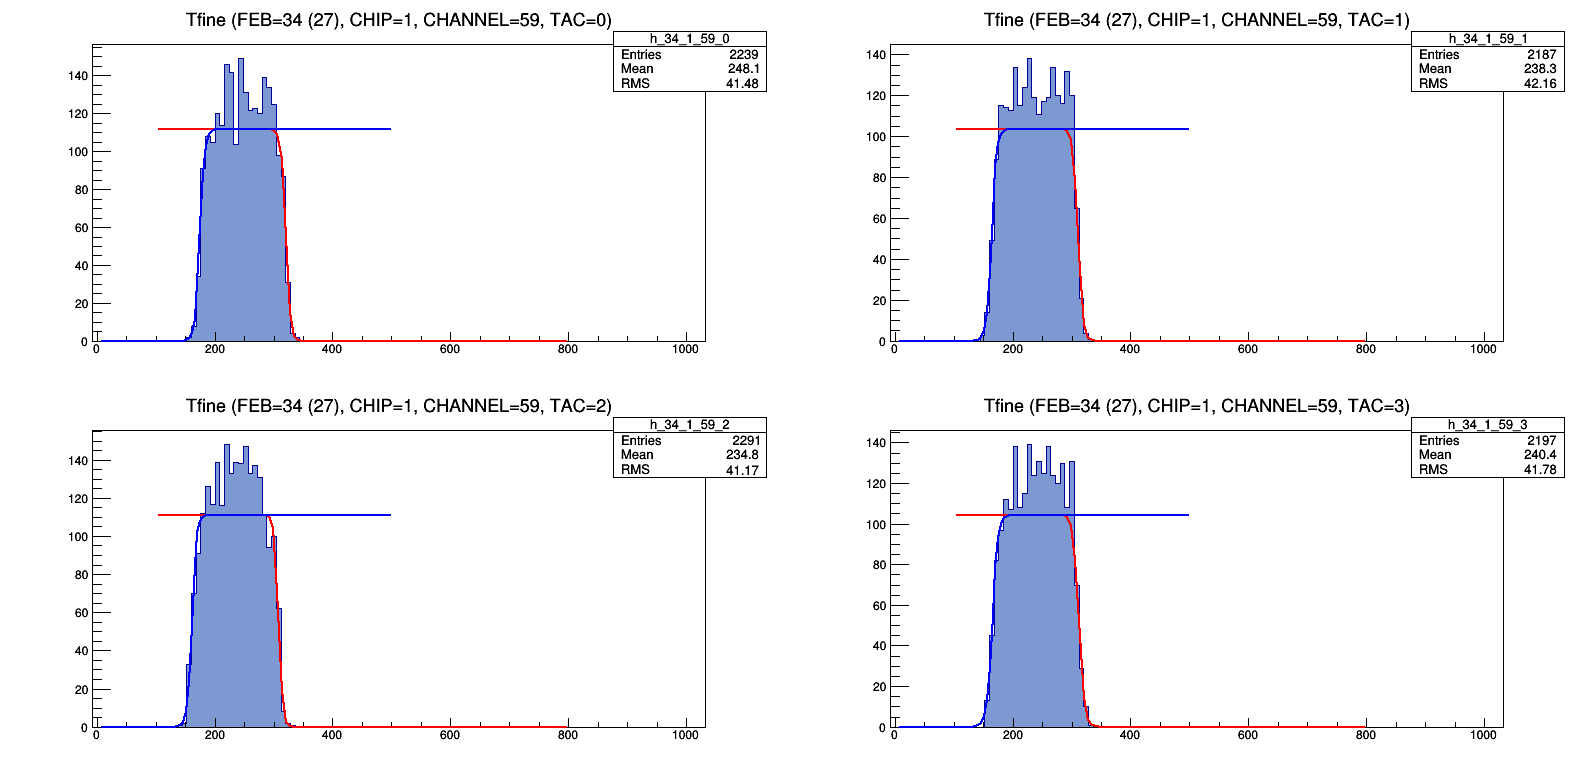 Tfine (FEB=34 (27), CHIP=1, CHANNEL=59, TAC=0)
h_34_1_59_0
Entries 2239
Mean 248.1
RMS 41.48
140
120
100
80
60
40
20
0
0 200 400 600 800 1000
Tfine (FEB=34 (27), CHIP=1, CHANNEL=59, TAC=1)
h_34_1_59_1
Entries 2187
Mean 238.3
RMS 42.16
140
120
100
80
60
40
20
0
0 200 400 600 800 1000
Tfine (FEB=34 (27), CHIP=1, CHANNEL=59, TAC=2)
h_34_1_59_2
Entries 2291
Mean 234.8
RMS 41.17
140
120
100
80
60
40
20
0
0 200 400 600 800 1000
Tfine (FEB=34 (27), CHIP=1, CHANNEL=59, TAC=3)
h_34_1_59_3
Entries 2197
Mean 240.4
RMS 41.78
140
120
100
80
60
40
20
0
0 200 400 600 800 1000